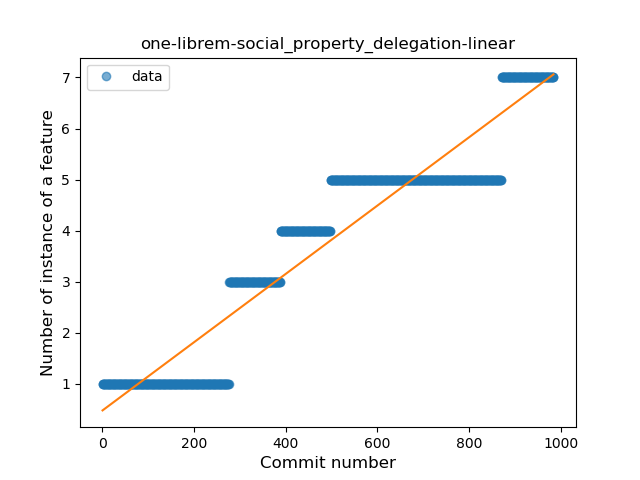 one-librem-social_property_delegation-linear
data
Number of instance of a feature
7
6
5
4
3
2
1
0 200 400 600 800 1000
Commit number